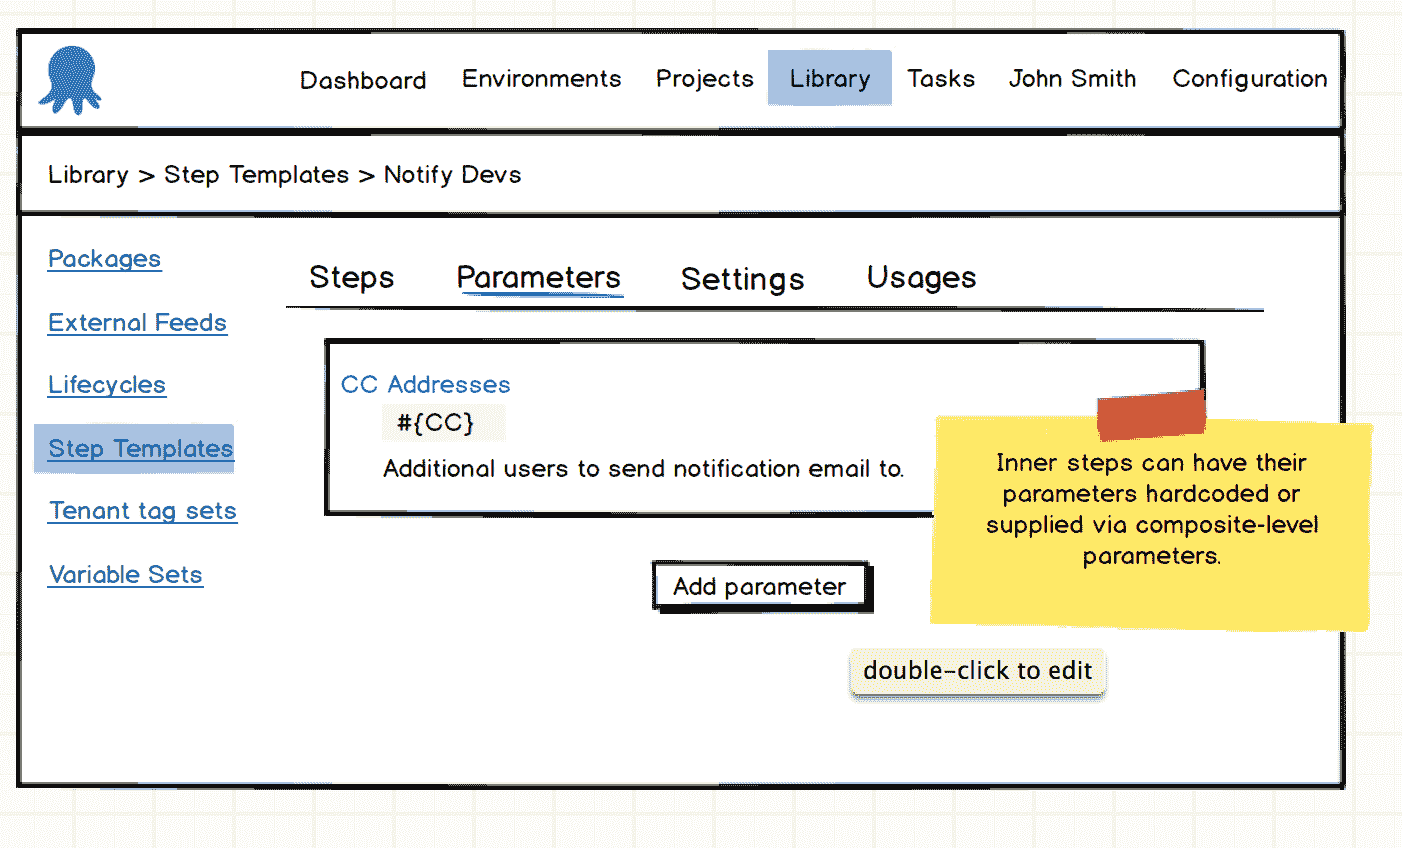 Dashboard Environments Projects Library Tasks John Smith Configuration
Library > Step Templates > Notify Devs
Packages
External Feeds
Lifecycles
Step Templates
Tenant tag sets
Variable Sets
Steps Parameters Settings Usages
CC Addresses
#{CC}
Additional users to send notification email to.
Inner steps can have their
parameters hardcoded or
supplied via composite-level
parameters.
Add parameter
double-click to edit